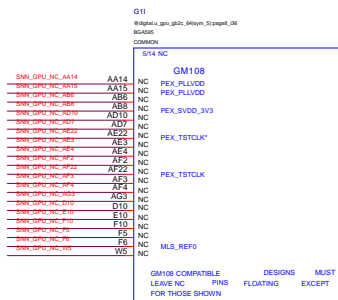 G1I
@digital.u_gpu_gb2c_64(sym_5):page8_i36
BGA595
COMMON
5/14 NC
GM108
SNN_GPU_NC_AA14 AA14 NC PEX_PLLVDD
SNN_GPU_NC_AA15 AA15 NC PEX_PLLVDD
SNN_GPU_NC_AB6 AB6 NC
SNN_GPU_NC_AB8 AB8 NC PEX_SVDD_3V3
SNN_GPU_NC_AD10 AD10 NC
SNN_GPU_NC_AD7 AD7 NC
SNN_GPU_NC_AE22 AE22 NC PEX_TSTCLK*
SNN_GPU_NC_AE3 AE3 NC
SNN_GPU_NC_AE4 AE4 NC
SNN_GPU_NC_AF2 AF2 NC
SNN_GPU_NC_AF22 AF22 NC PEX_TSTCLK
SNN_GPU_NC_AF3 AF3 NC
SNN_GPU_NC_AF4 AF4 NC
SNN_GPU_NC_AG3 AG3 NC
SNN_GPU_NC_D10 D10 NC
SNN_GPU_NC_E10 E10 NC
SNN_GPU_NC_F10 F10 NC
SNN_GPU_NC_F5 F5 NC
SNN_GPU_NC_F6 F6 NC MLS_REF0
SNN_GPU_NC_W5 W5 NC
GM108 COMPATIBLE DESIGNS MUST
LEAVE NC PINS FLOATING EXCEPT
FOR THOSE SHOWN